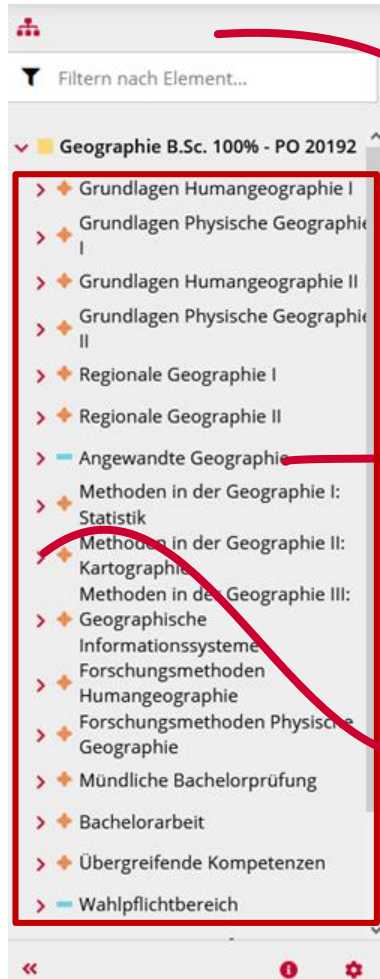 Filtern nach Element...
Geographie B.Sc. 100% - PO 20192
Grundlagen Humangeographie I
Grundlagen Physische Geographie
I
Grundlagen Humangeographie II
Grundlagen Physische Geographie
II
Regionale Geographie I
Regionale Geographie II
Angewandte Geographie
Methoden in der Geographie I:
Statistik
Methoden in der Geographie II:
Kartographie
Methoden in der Geographie III:
Geographische
Informationssysteme
Forschungsmethoden
Humangeographie
Forschungsmethoden Physische
Geographie
Mündliche Bachelorprüfung
Bachelorarbeit
Übergreifende Kompetenzen
Wahlpflichtbereich